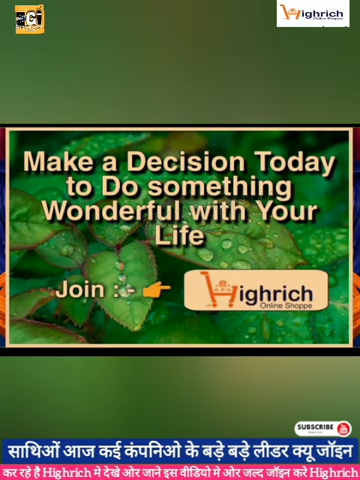 Highrich
Online Shoppe
Make a Decision Today
to Do something
Wonderful with Your
Life
Join :-
Highrich
Online Shoppe
SUBSCRIBE
साथिओं आज कई कंपनिओ के बड़े बड़े लीडर क्यू जॉइन
कर रहे है Highrich मे देखे ओर जाने इस वीडियो मे ओर जल्द जॉइन करे Highrich